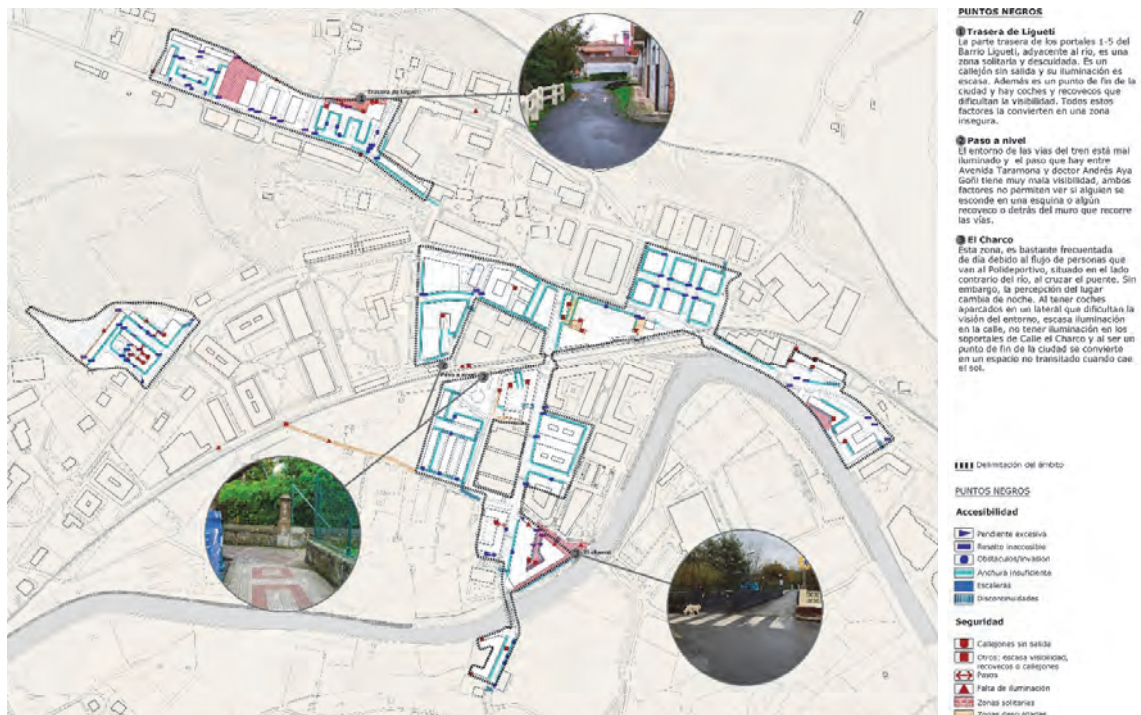 PUNTOS NEGROS
1 Trasera de Ligueti
La parte trasera de los portales 1-5 del
Barrio Ligueti, adyacente al río, es una
zona solitaria y descuidada. Es un
callejón sin salida y su iluminación es
escasa. Además es un punto de fin de la
ciudad y hay coches y recovecos que
dificultan la visibilidad. Todos estos
factores la convierten en una zona
insegura.
2 Paso a nivel
El entorno de las vías del tren está mal
iluminado y el paso que hay entre
Avenida Taramona y doctor Andrés Aya
Goñi tiene muy mala visibilidad, ambos
factores no permiten ver si alguien se
esconde en una esquina o algún
recoveco o detrás del muro que recorre
las vías.
3 El Charco
Esta zona, es bastante frecuentada
de día debido al flujo de personas que
van al Polideportivo, situado en el lado
contrario del río, al cruzar el puente. Sin
embargo, la percepción del lugar
cambia de noche. Al tener coches
aparcados en un lateral que dificultan la
visión del entorno, escasa iluminación
en la calle, no tener iluminación en los
soportales de Calle el Charco y al ser un
punto de fin de la ciudad se convierte
en un espacio no transitado cuando cae
el sol.
Delimitación del ámbito
PUNTOS NEGROS
Accesibilidad
Pendiente excesiva
Resalto inaccesible
Obstáculos/invasión
Anchura insuficiente
Escaleras
Discontinuidades
Seguridad
Callejones sin salida
Otros: escasa visibilidad,
recovecos o callejones
Pasos
Falta de iluminación
Zonas solitarias
Zonas descuidadas
1 Trasera de Ligueti
Paso a nivel 2
3 El charco